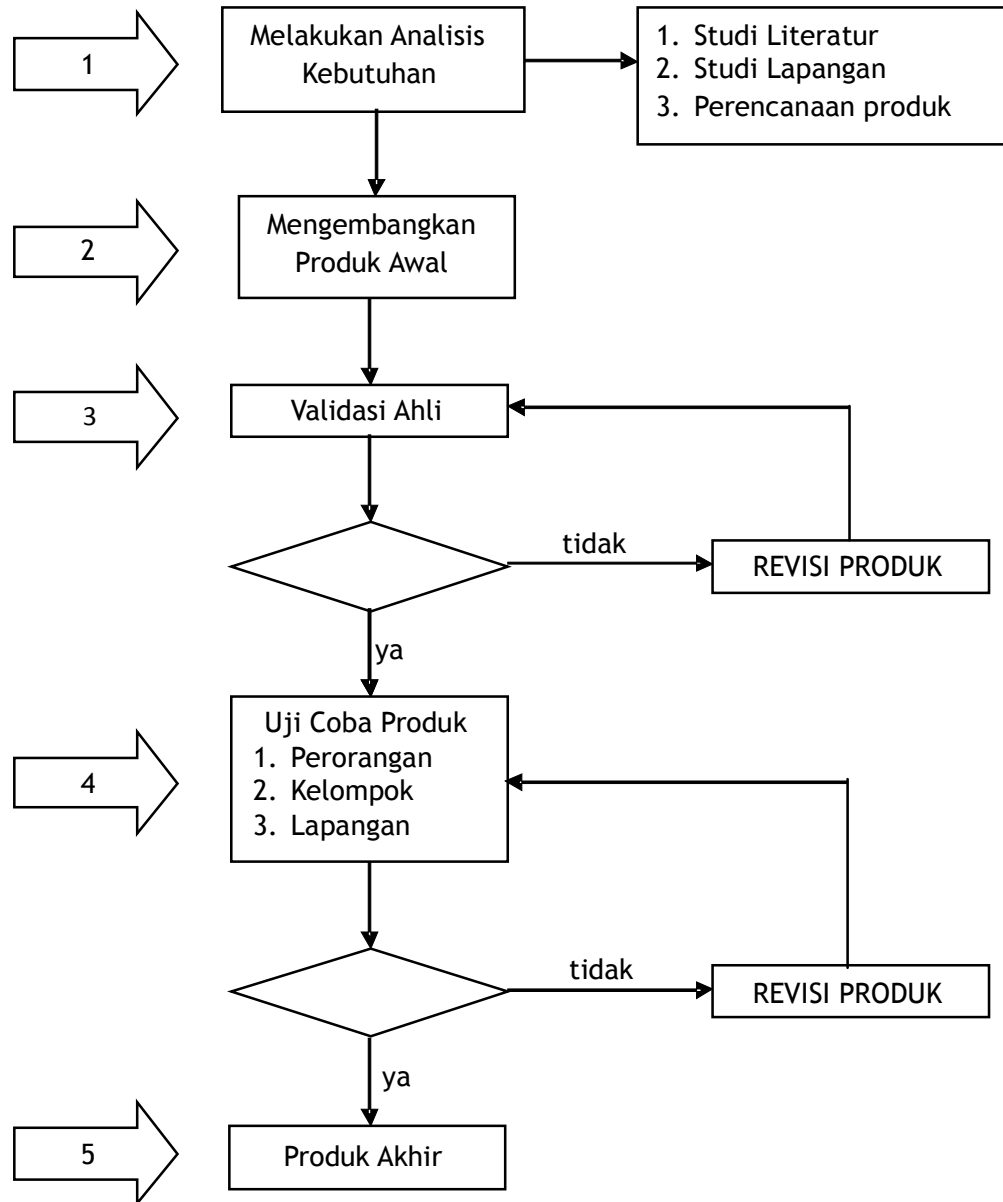 1
Melakukan Analisis
Kebutuhan
1. Studi Literatur
2. Studi Lapangan
3. Perencanaan produk
2
Mengembangkan
Produk Awal
3
Validasi Ahli
tidak
REVISI PRODUK
ya
4
Uji Coba Produk
1. Perorangan
2. Kelompok
3. Lapangan
tidak
REVISI PRODUK
ya
5
Produk Akhir